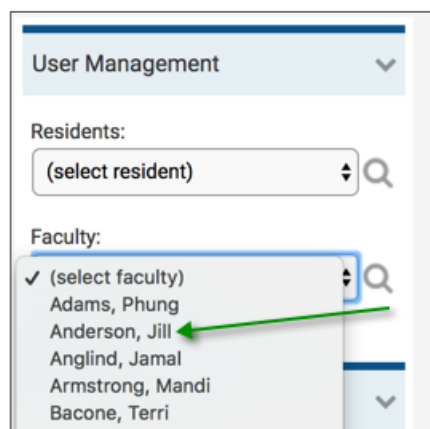 User Management
Residents:
(select resident)
Faculty:
✓ (select faculty)
Adams, Phung
Anderson, Jill
Anglind, Jamal
Armstrong, Mandi
Bacone, Terri